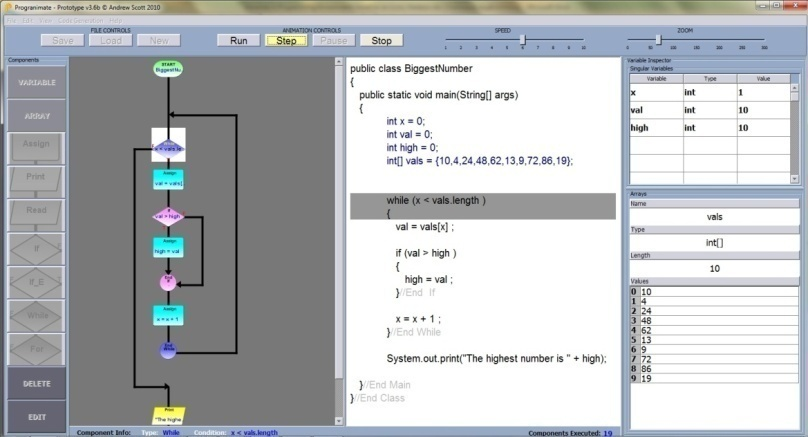 Progranimate - Prototype v3.6b © Andrew Scott 2010
File Edit View Code Generation Help
FILE CONTROLS
ANIMATION CONTROLS
SPEED
ZOOM
Save
Load
New
Run
Step
Pause
Stop
1 2 3 4 5 6 7 8 9 10
0 50 100 150 200 250 300
Components
VARIABLE
ARRAY
Assign
Print
Read
If
If_E
While
For
DELETE
EDIT
START
BiggestNu
x < vals.le
Assign
val = vals[
If
val > high
Assign
high = val
End
If
Assign
x = x + 1
End
While
Print
"The highe
public class BiggestNumber
{
public static void main(String[] args)
{
int x = 0;
int val = 0;
int high = 0;
int[] vals = {10,4,24,48,62,13,9,72,86,19};
while (x < vals.length )
{
val = vals[x] ;
if (val > high )
{
high = val ;
}//End If
x = x + 1 ;
}//End While
System.out.print("The highest number is " + high);
}//End Main
}//End Class
Variable Inspector
Singular Variables
Variable Type Value
x int 1
val int 10
high int 10
Arrays
Name
vals
Type
int[]
Length
10
Values
0 10
1 4
2 24
3 48
4 62
5 13
6 9
7 72
8 86
9 19
Component Info: Type: While Condition: x < vals.length
Components Executed: 19